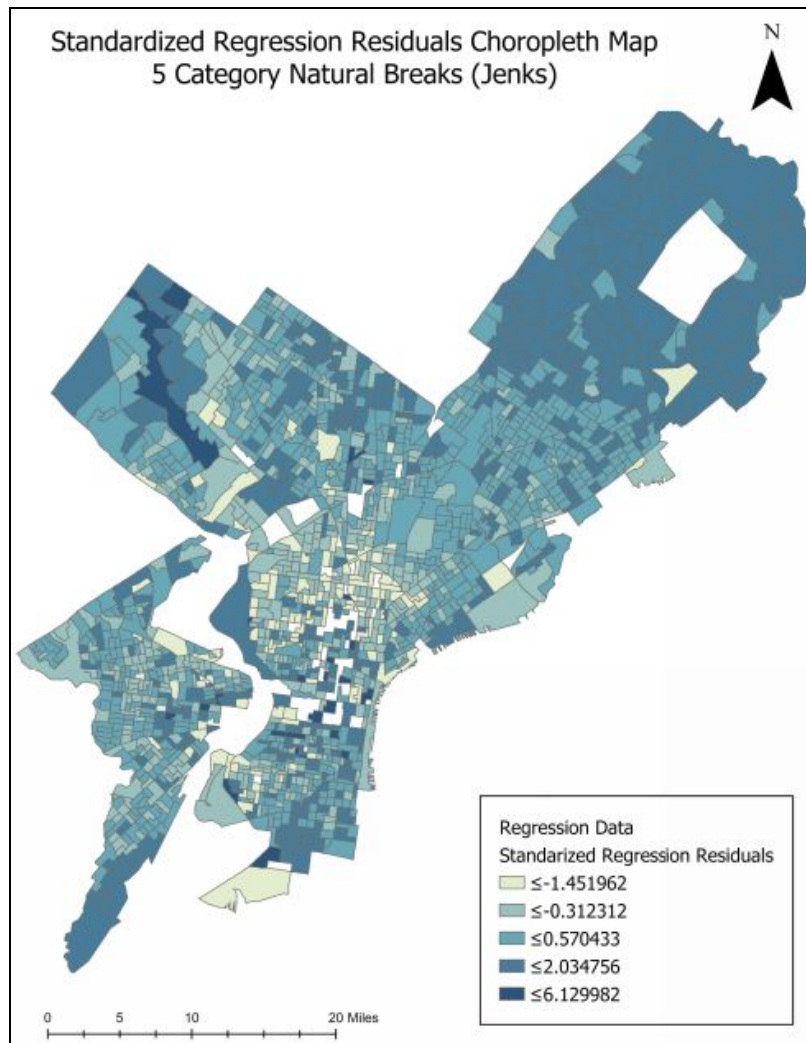 Standardized Regression Residuals Choropleth Map
5 Category Natural Breaks (Jenks)
N
Regression Data
Standarized Regression Residuals
≤-1.451962
≤-0.312312
≤0.570433
≤2.034756
≤6.129982
0 5 10 20 Miles